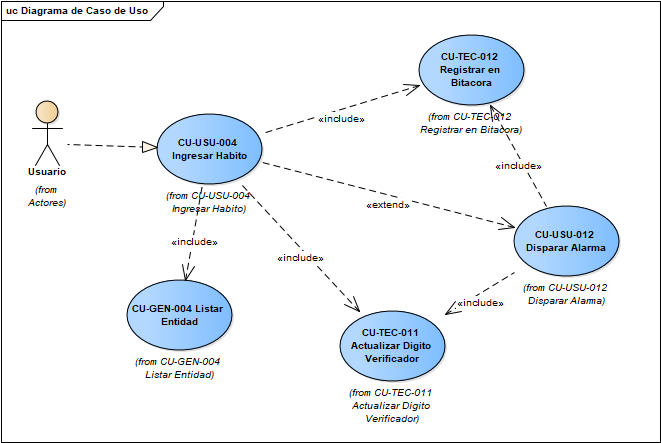 uc Diagrama de Caso de Uso
CU-TEC-012
Registrar en
Bitacora
(from CU-TEC-012
Registrar en Bitacora)
«include»
Usuario
(from
Actores)
CU-USU-004
Ingresar Habito
(from CU-USU-004
Ingresar Habito)
«include»
«extend»
CU-USU-012
Disparar Alarma
(from CU-USU-012
Disparar Alarma)
«include»
«include»
«include»
CU-GEN-004 Listar
Entidad
(from CU-GEN-004
Listar Entidad)
CU-TEC-011
Actualizar Digito
Verificador
(from CU-TEC-011
Actualizar Digito
Verificador)